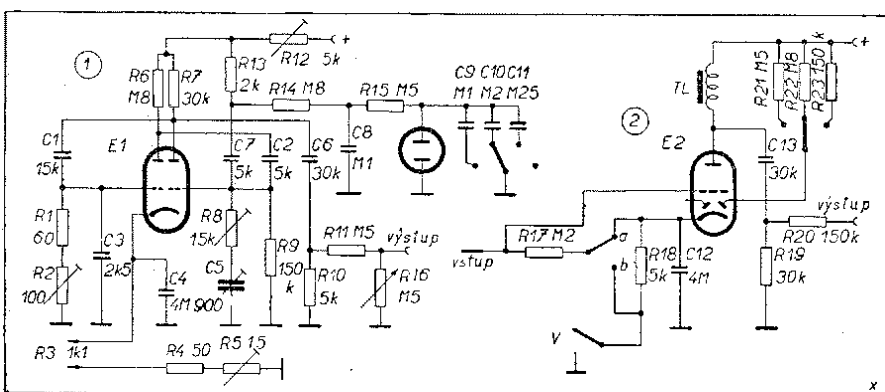 1
R6
M8
R7
30k
R13
2k
R12
5k
+
R14 M8
R15 M5
C9 C10 C11
M1 M2 M25
C1
15k
E1
C7
5k
C2
5k
C6
30k
C8
M1
R1
60
R2
100
C3
2k5
C4
4M
R8
15k
C5
900
R9
150
k
R10
5k
R11 M5
výstup
R16
M5
R3 1k1
R4 50
R5 15
2
TL
E2
R21 M5
R22 M8
R23 150 k
+
C13
30k
vstup
R17 M2
a
b
V
R18
5k
C12
4M
výstup
R20 150k
R19
30k
x